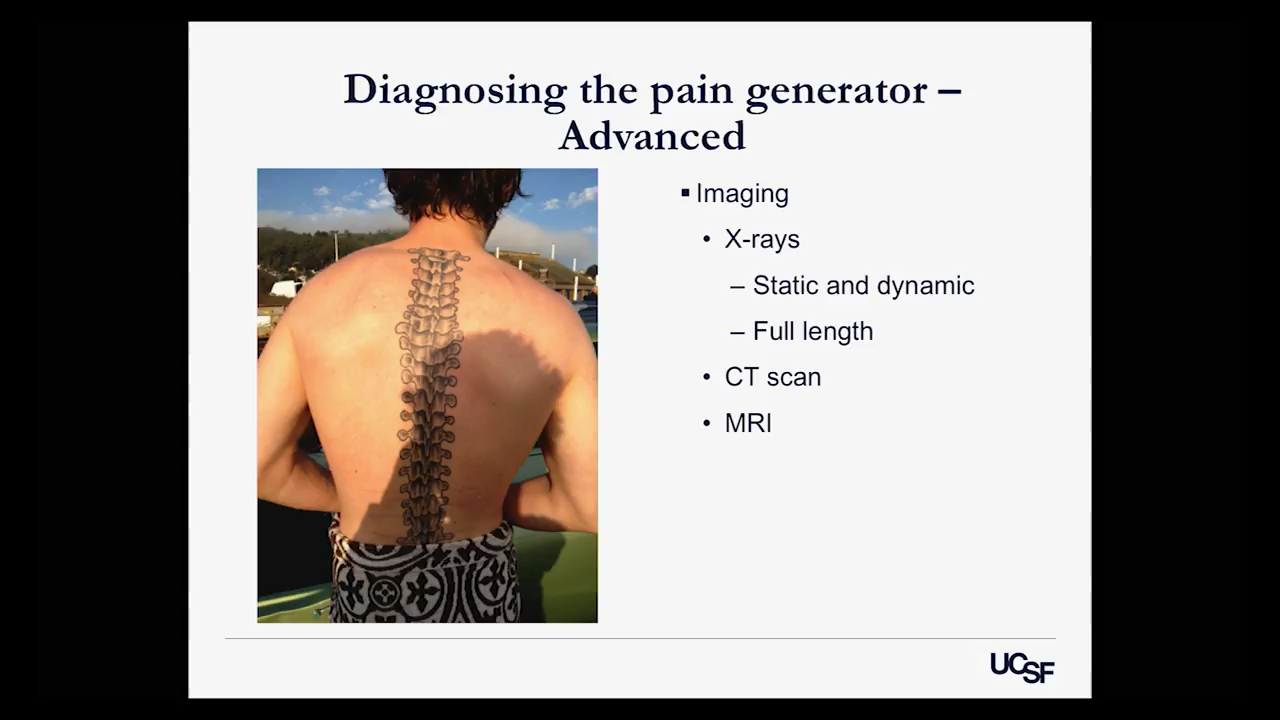 Diagnosing the pain generator –
Advanced
▪ Imaging
• X-rays
– Static and dynamic
– Full length
• CT scan
• MRI
UCSF